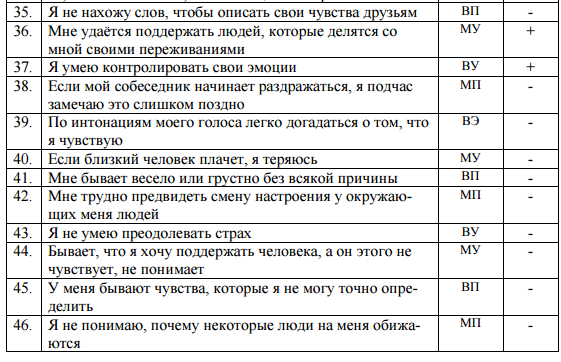 35. Я не нахожу слов, чтобы описать свои чувства друзьям ВП -
36. Мне удаётся поддержать людей, которые делятся со МУ +
мной своими переживаниями
37. Я умею контролировать свои эмоции ВУ +
38. Если мой собеседник начинает раздражаться, я подчас МП -
замечаю это слишком поздно
39. По интонациям моего голоса легко догадаться о том, что ВЭ -
я чувствую
40. Если близкий человек плачет, я теряюсь МУ -
41. Мне бывает весело или грустно без всякой причины ВП -
42. Мне трудно предвидеть смену настроения у окружаю- МП -
щих меня людей
43. Я не умею преодолевать страх ВУ -
44. Бывает, что я хочу поддержать человека, а он этого не МУ -
чувствует, не понимает
45. У меня бывают чувства, которые я не могу точно опре- ВП -
делить
46. Я не понимаю, почему некоторые люди на меня обижа- МП -
ются